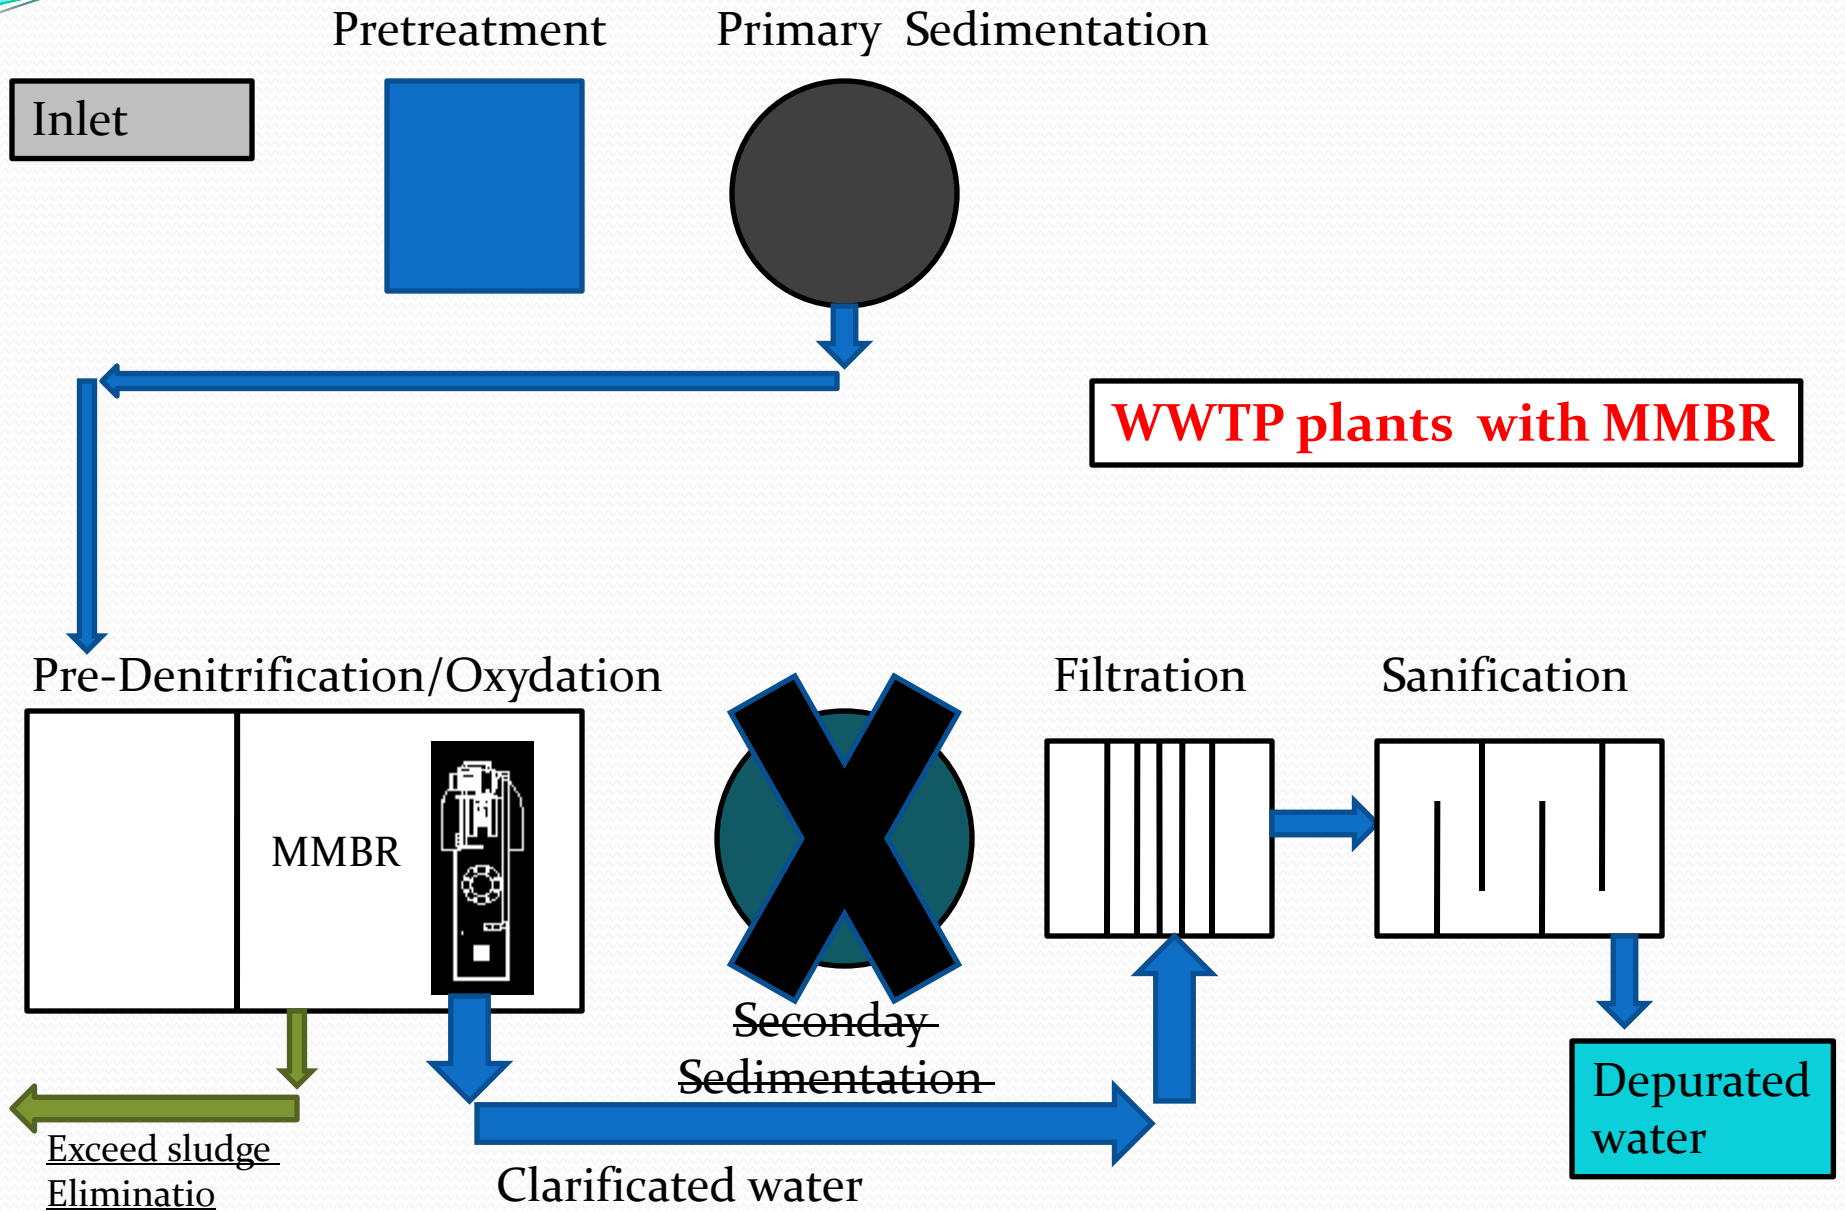 Pretreatment
Primary Sedimentation
Inlet
WWTP plants with MMBR
Pre-Denitrification/Oxydation
Filtration
Sanification
MMBR
Seconday
Sedimentation
Depurated
water
Exceed sludge
Eliminatio
Clarificated water